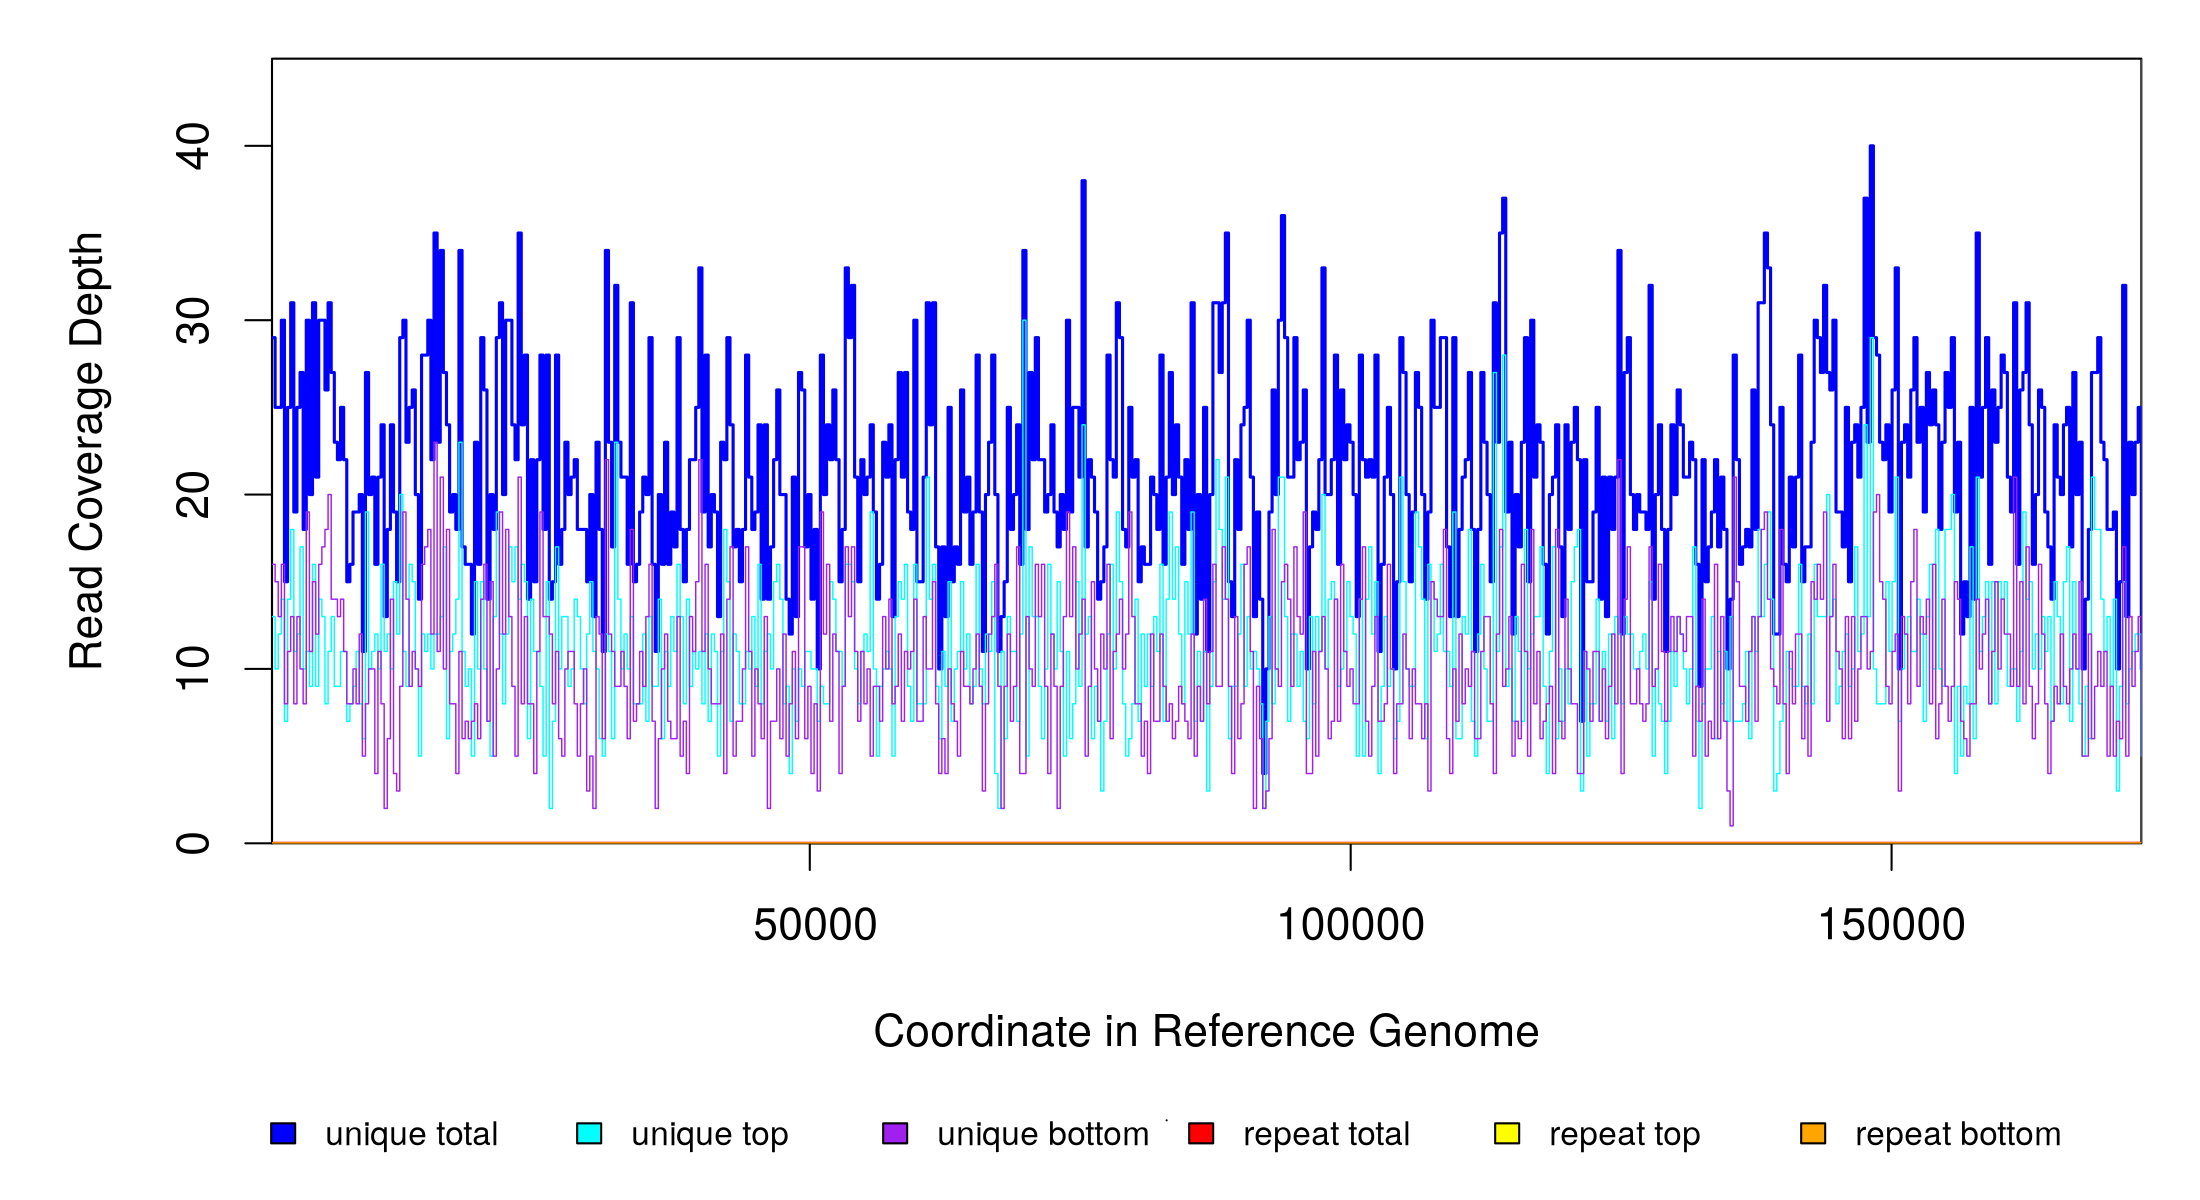 Read Coverage Depth
40
30
20
10
0
50000 100000 150000
Coordinate in Reference Genome
unique total unique top unique bottom repeat total repeat top repeat bottom